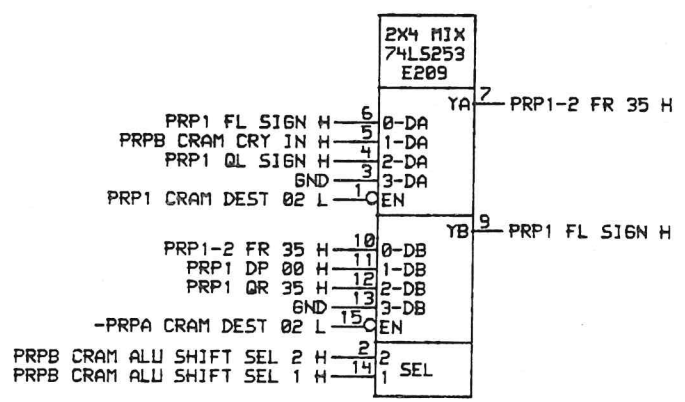 2X4 MIX
74LS253
E209
YA 7 PRP1-2 FR 35 H
PRP1 FL SIGN H 6 0-DA
PRPB CRAM CRY IN H 5 1-DA
PRP1 QL SIGN H 4 2-DA
GND 3 3-DA
PRP1 CRAM DEST 02 L 1 EN
YB 9 PRP1 FL SIGN H
PRP1-2 FR 35 H 10 0-DB
PRP1 DP 00 H 11 1-DB
PRP1 QR 35 H 12 2-DB
GND 13 3-DB
-PRPA CRAM DEST 02 L 15 EN
PRPB CRAM ALU SHIFT SEL 2 H 2 2
PRPB CRAM ALU SHIFT SEL 1 H 14 1
SEL